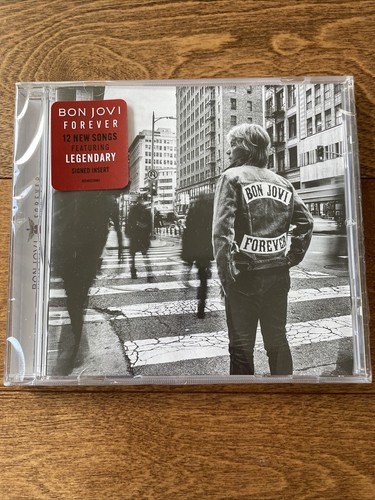 BON JOVI
FOREVER
12 NEW SONGS
FEATURING
LEGENDARY
SIGNED INSERT
BON JOVI
FOREVER
BON JOVI FOREVER